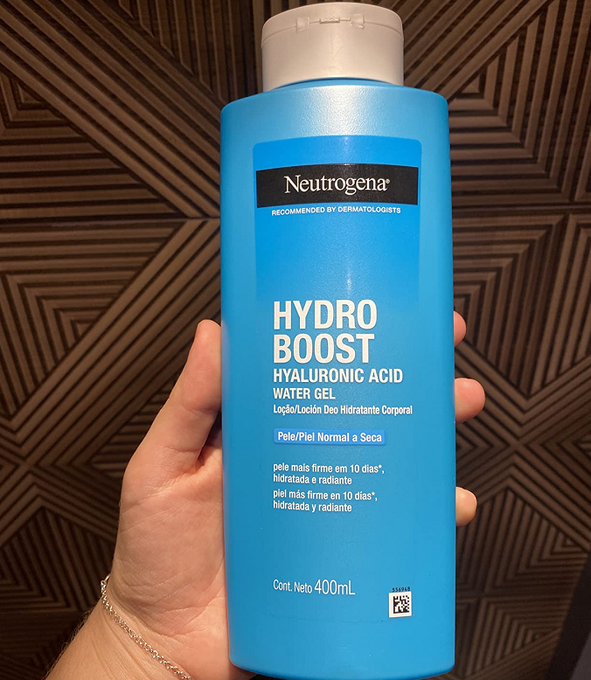 Neutrogena®
RECOMMENDED BY DERMATOLOGISTS
HYDRO
BOOST
HYALURONIC ACID
WATER GEL
Loção/Loción Deo Hidratante Corporal
Pele/Piel Normal a Seca
pele mais firme em 10 dias*,
hidratada e radiante
piel más firme en 10 días*,
hidratada y radiante
Cont. Neto 400mL